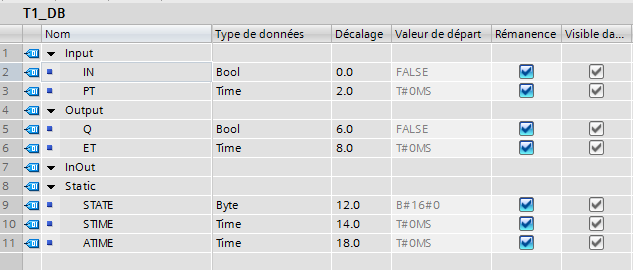 T1_DB
Nom Type de données Décalage Valeur de départ Rémanence Visible da...
1 Input
2 IN Bool 0.0 FALSE
3 PT Time 2.0 T#0MS
4 Output
5 Q Bool 6.0 FALSE
6 ET Time 8.0 T#0MS
7 InOut
8 Static
9 STATE Byte 12.0 B#16#0
10 STIME Time 14.0 T#0MS
11 ATIME Time 18.0 T#0MS